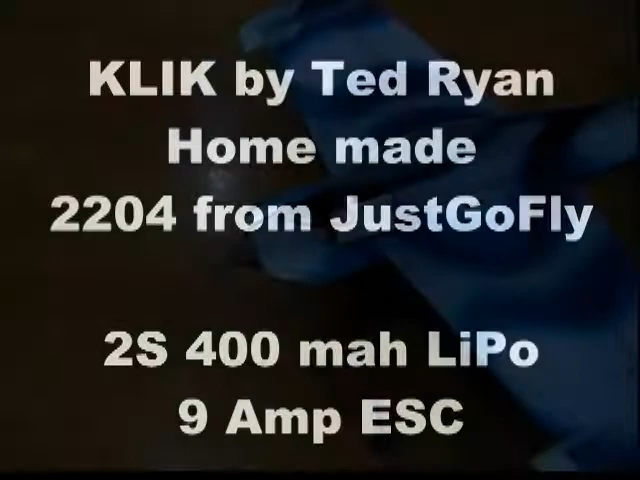 KLIK by Ted Ryan
Home made
2204 from JustGoFly
2S 400 mah LiPo
9 Amp ESC